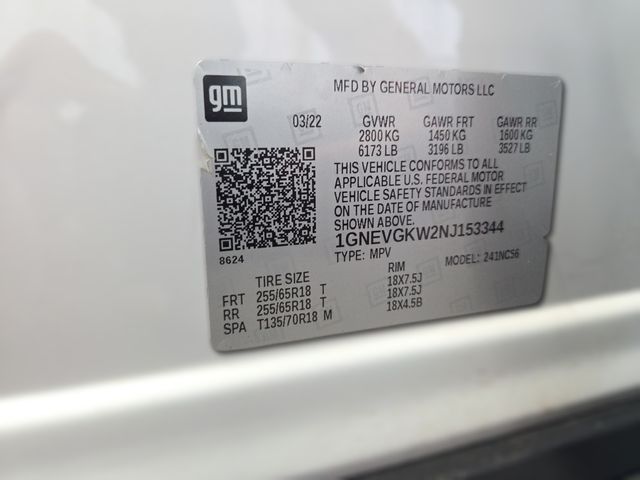 gm
MFD BY GENERAL MOTORS LLC
03/22 GVWR GAWR FRT GAWR RR
2800 KG 1450 KG 1600 KG
6173 LB 3196 LB 3527 LB
THIS VEHICLE CONFORMS TO ALL
APPLICABLE U.S. FEDERAL MOTOR
VEHICLE SAFETY STANDARDS IN EFFECT
ON THE DATE OF MANUFACTURE
SHOWN ABOVE.
1GNEVGKW2NJ153344
8624
TYPE: MPV MODEL: 241NC56
TIRE SIZE RIM
FRT 255/65R18 T 18X7.5J
RR 255/65R18 T 18X7.5J
SPA T135/70R18 M 18X4.5B